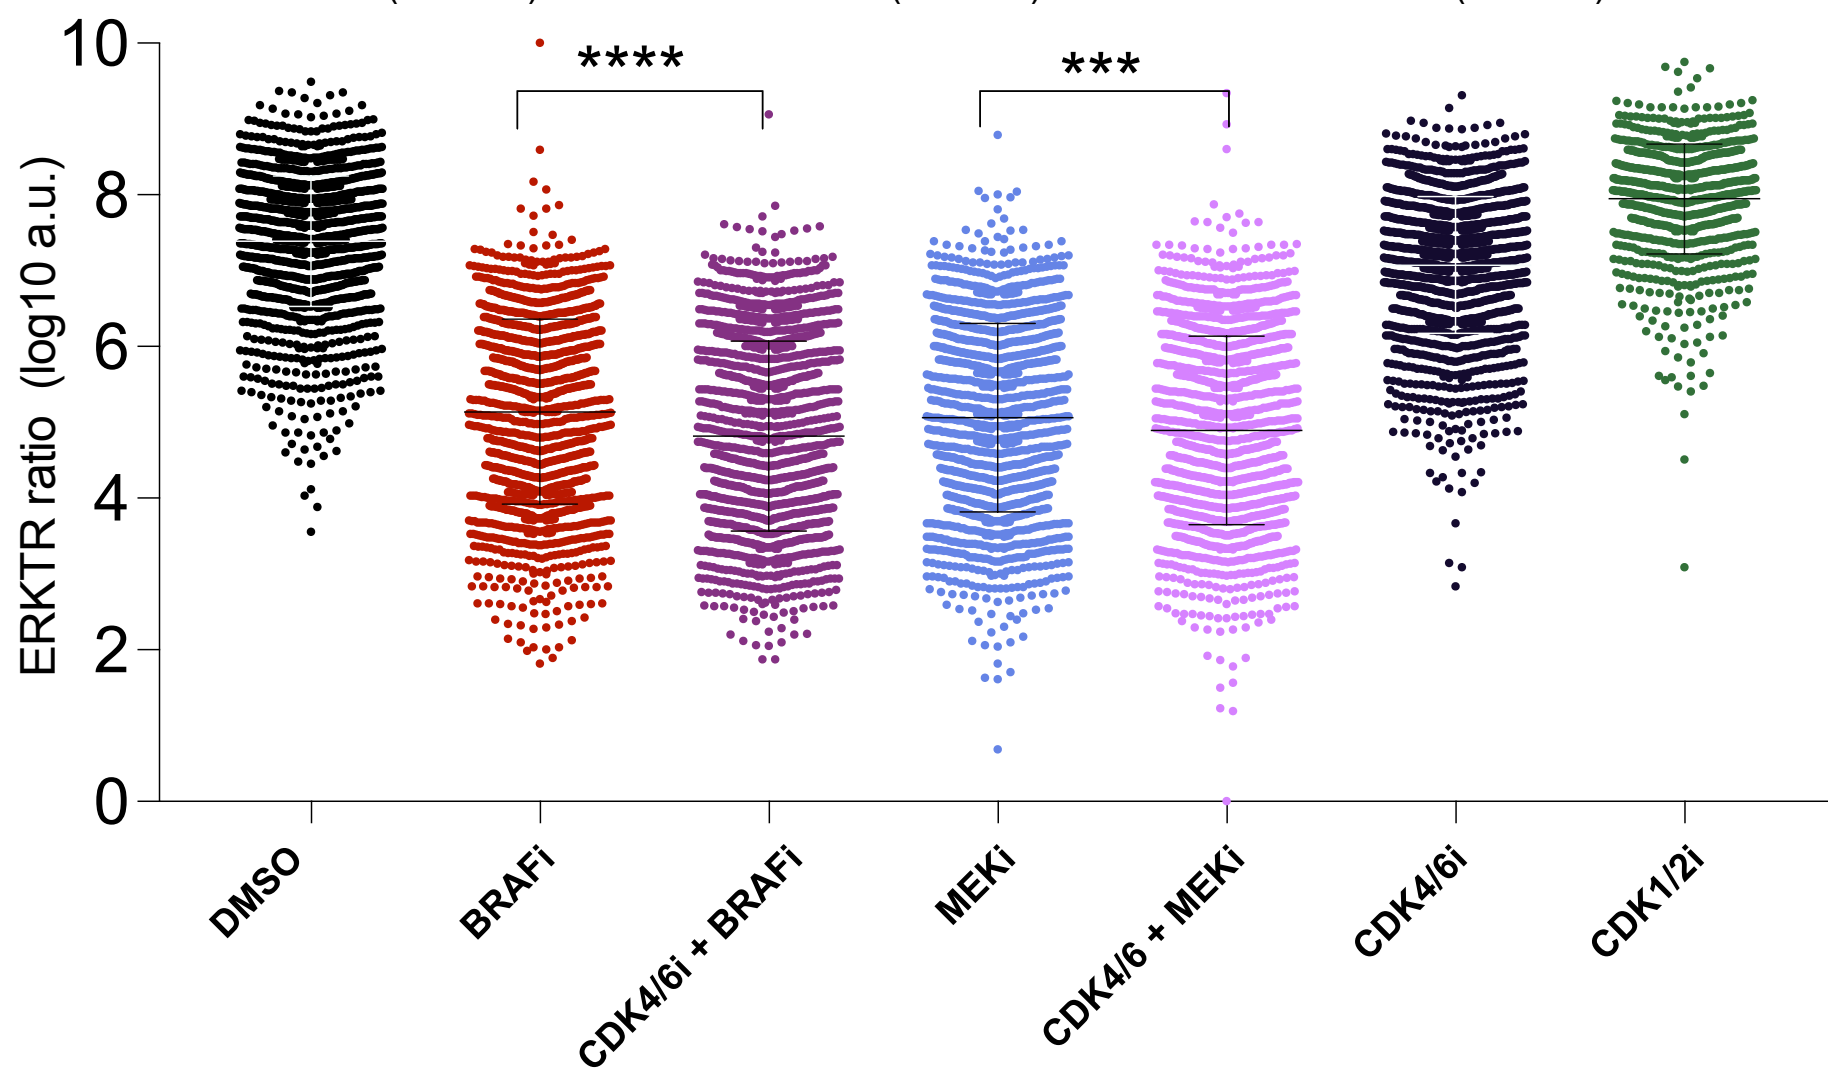 10
8
6
4
2
0
ERKTR ratio (log10 a.u.)
****
***
DMSO
BRAFi
CDK4/6i + BRAFi
MEKi
CDK4/6 + MEKi
CDK4/6i
CDK1/2i